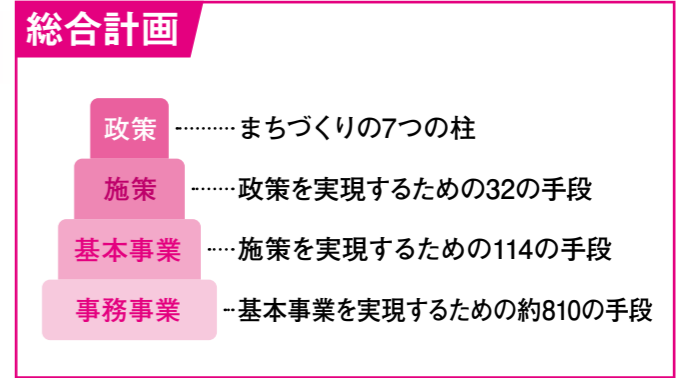 総合計画
政策 ········· まちづくりの7つの柱
施策 ······· 政策を実現するための32の手段
基本事業 ····· 施策を実現するための114の手段
事務事業 ·· 基本事業を実現するための約810の手段